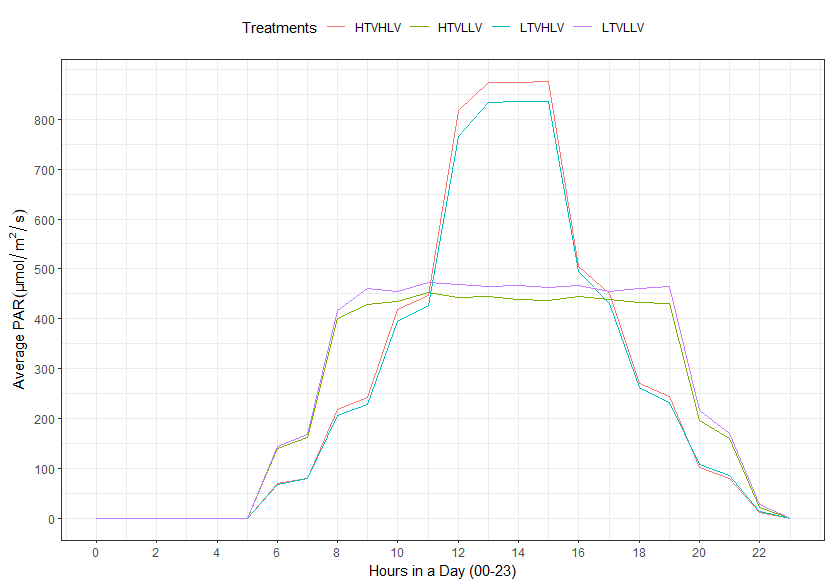 Treatments HTVHLV HTVLLV LTVHLV LTVLLV
800
700
600
500
400
300
200
100
0
Average PAR(µmol/m²/s)
0 2 4 6 8 10 12 14 16 18 20 22
Hours in a Day (00-23)